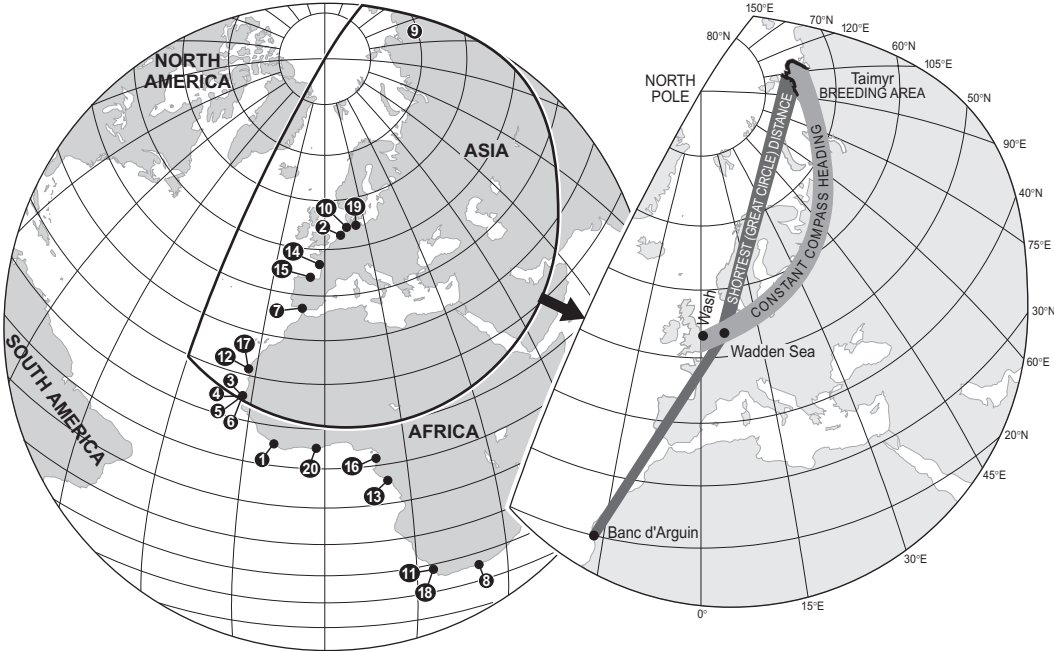 NORTH
AMERICA
ASIA
AFRICA
SOUTH AMERICA
9
10
19
2
14
15
7
17
12
3
4
5
6
1
20
16
13
11
18
8
150°E
70°N
80°N
120°E
60°N
105°E
NORTH
POLE
Taimyr
BREEDING AREA
50°N
90°E
40°N
75°E
30°N
60°E
20°N
45°E
30°E
15°E
0°
SHORTEST (GREAT CIRCLE) DISTANCE
CONSTANT COMPASS HEADING
Wash
Wadden Sea
Banc d'Arguin